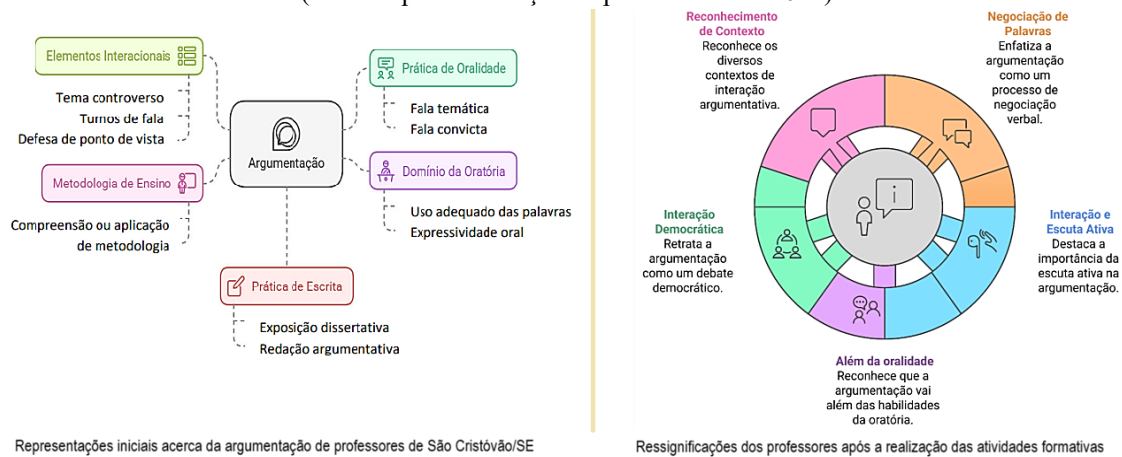 Elementos Interacionais
Tema controverso
Turnos de fala
Defesa de ponto de vista
Metodologia de Ensino
Compreensão ou aplicação
de metodologia
Argumentação
Prática de Oralidade
Fala temática
Fala convicta
Domínio da Oratória
Uso adequado das palavras
Expressividade oral
Prática de Escrita
Exposição dissertativa
Redação argumentativa
Representações iniciais acerca da argumentação de professores de São Cristóvão/SE
Reconhecimento
de Contexto
Reconhece os
diversos
contextos de
interação
argumentativa.
Negociação de
Palavras
Enfatiza a
argumentação
como um
processo de
negociação
verbal.
Interação
Democrática
Retrata a
argumentação
como um debate
democrático.
Interação e
Escuta Ativa
Destaca a
importância da
escuta ativa na
argumentação.
Além da oralidade
Reconhece que a
argumentação vai
além das habilidades
da oratória.
Ressignificações dos professores após a realização das atividades formativas